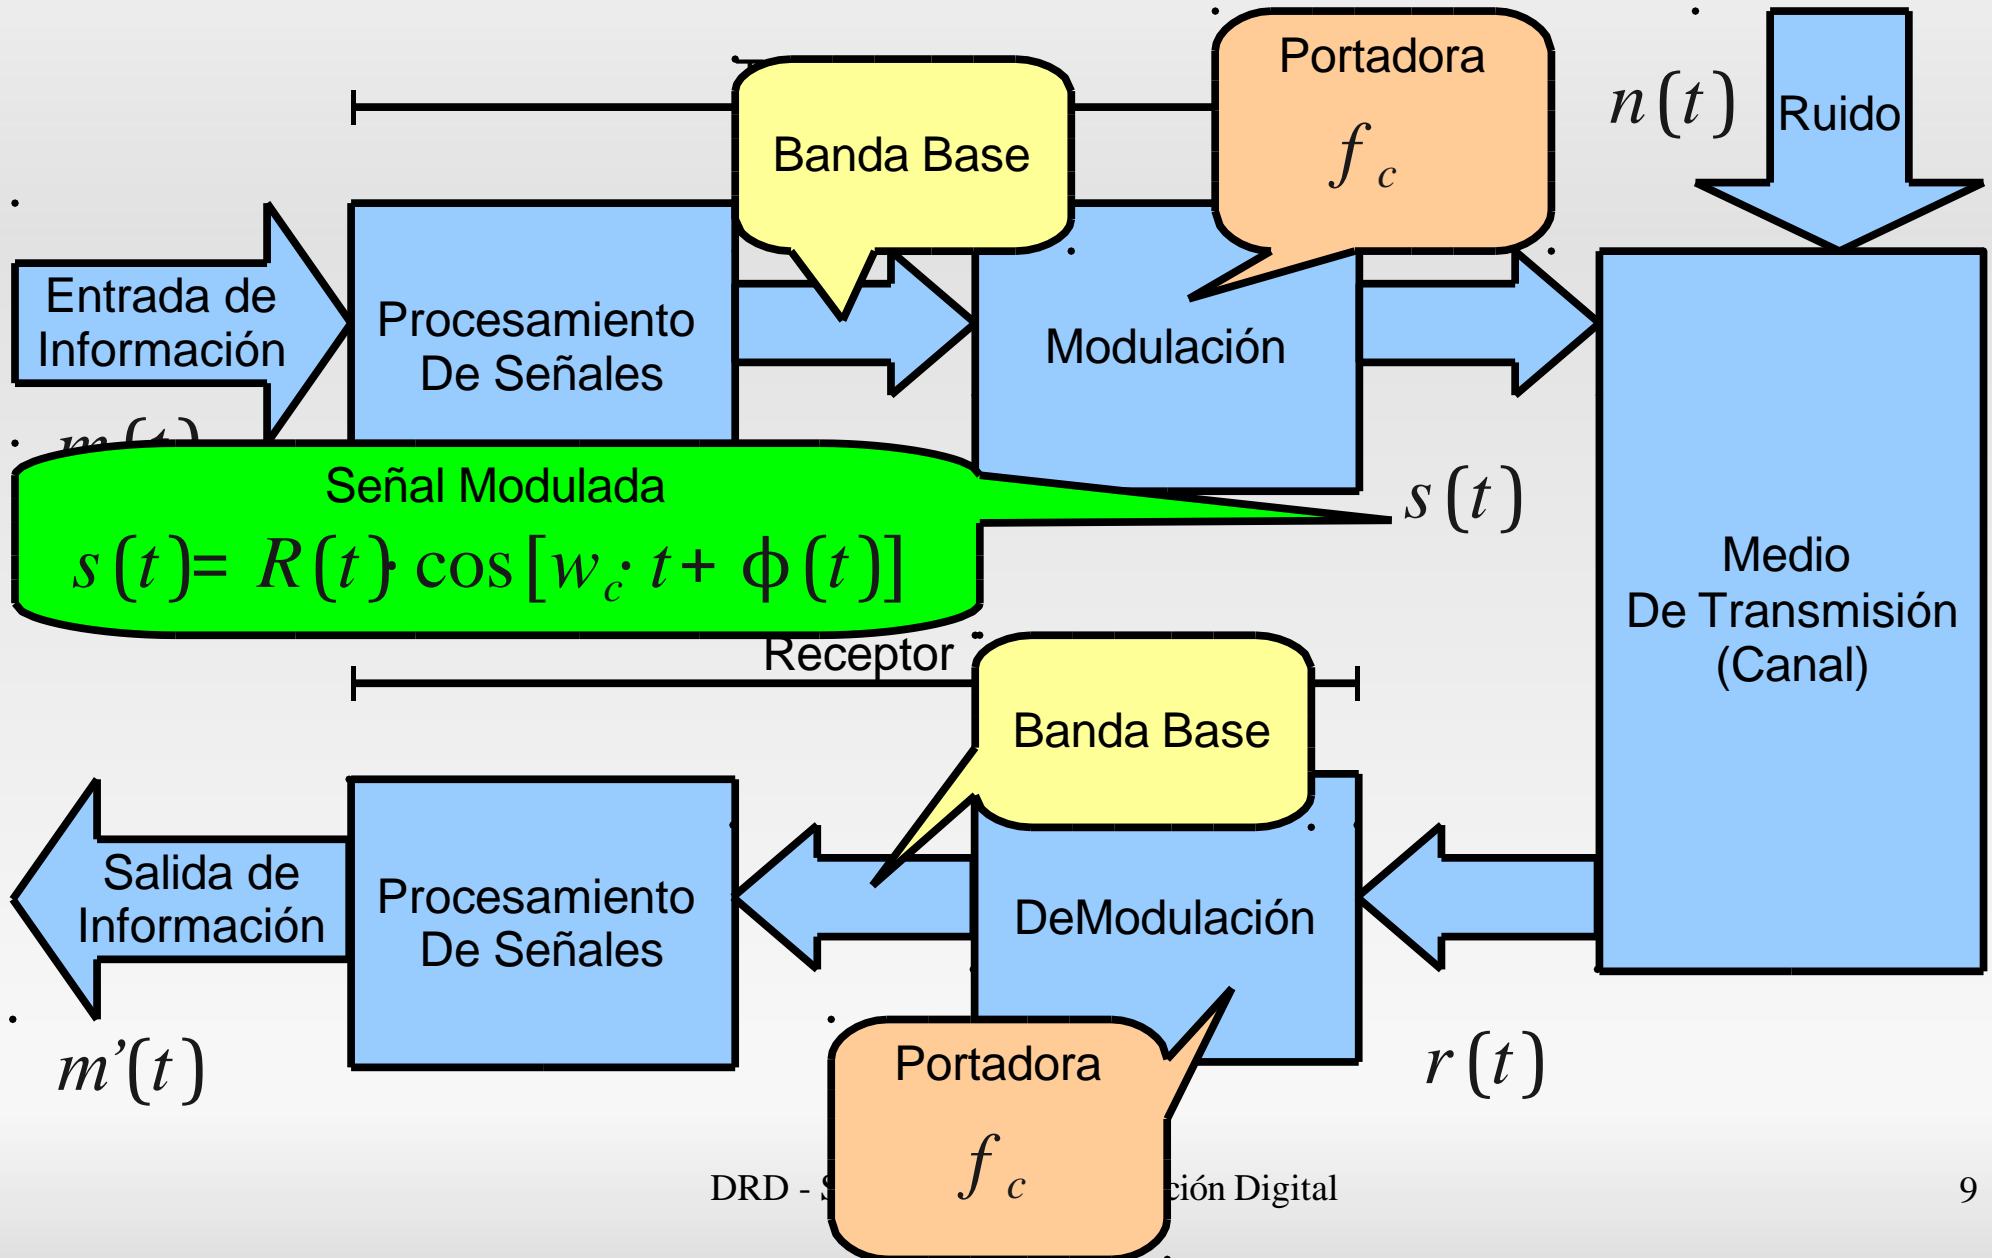 Portadora
f c
n(t)
Ruido
Banda Base
Entrada de
Información
Procesamiento
De Señales
Modulación
m(t)
Señal Modulada
s(t)= R(t)· cos[w c· t+ ϕ(t)]
s(t)
Medio
De Transmisión
(Canal)
Receptor
Banda Base
Salida de
Información
Procesamiento
De Señales
DeModulación
m’(t)
Portadora
f c
r(t)
DRD - ción Digital
9